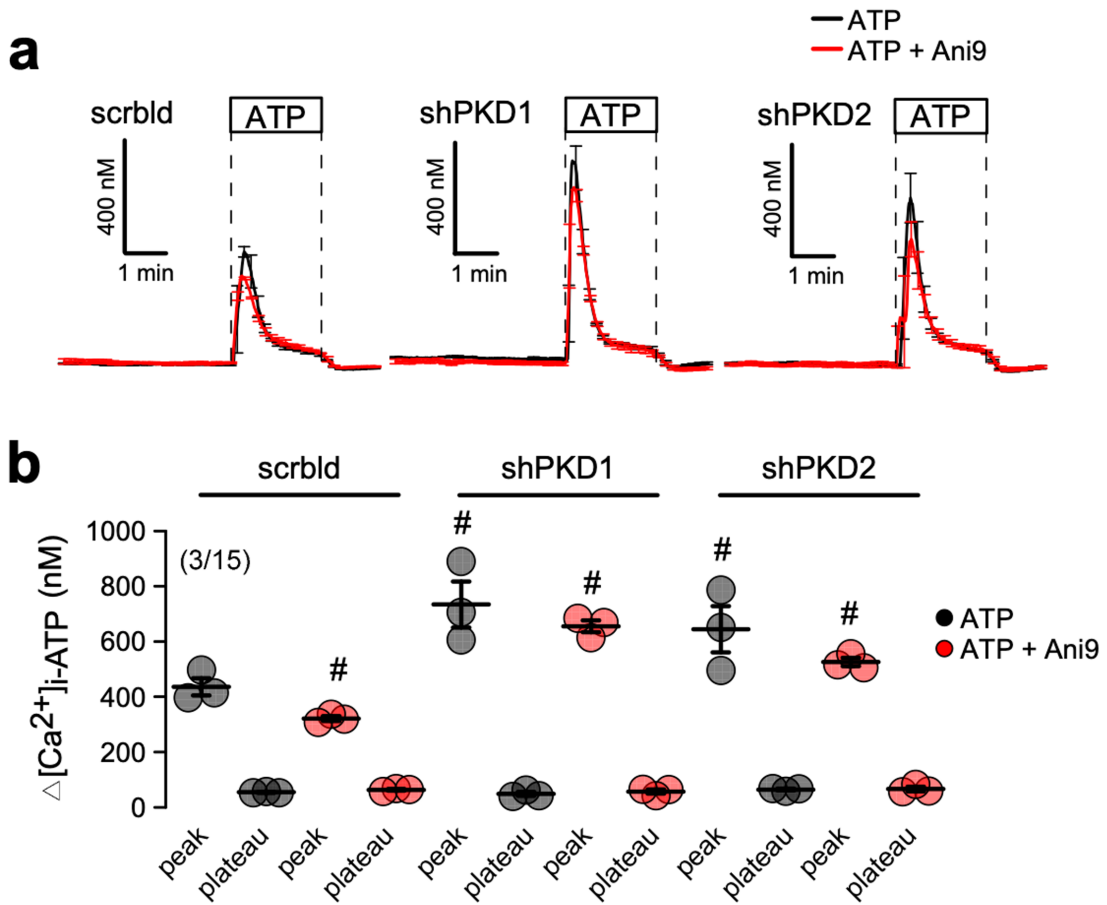 a
ATP
ATP + Ani9
scrbld
ATP
400 nM
1 min
shPKD1
ATP
400 nM
1 min
shPKD2
ATP
400 nM
1 min
b
scrbld
shPKD1
shPKD2
△[Ca2+]i-ATP (nM)
1000
800
600
400
200
0
(3/15)
#
#
#
#
#
ATP
ATP + Ani9
peak
plateau
peak
plateau
peak
plateau
peak
plateau
peak
plateau
peak
plateau